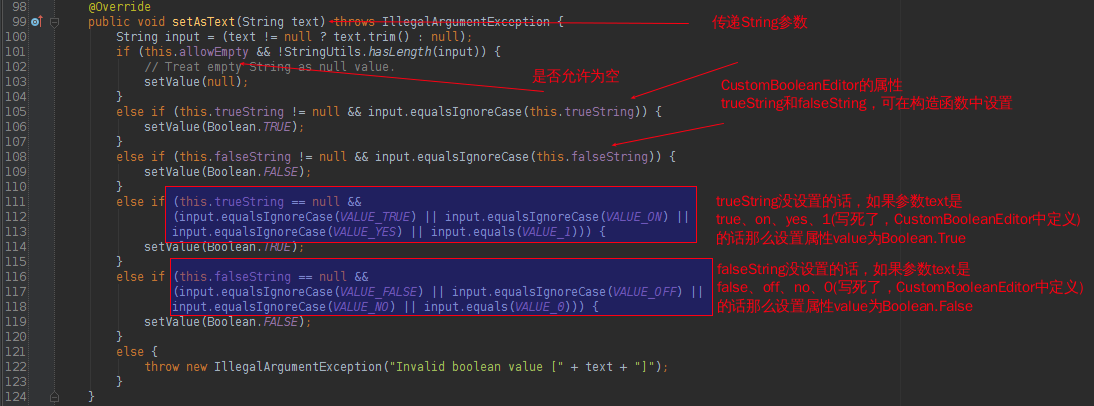 98 @Override
99 public void setAsText(String text) throws IllegalArgumentException { 传递String参数
100 String input = (text != null ? text.trim() : null);
101 if (this.allowEmpty && !StringUtils.hasLength(input)) {
102 // Treat empty String as null value.
103 setValue(null); 是否允许为空
104 } CustomBooleanEditor的属性
105 else if (this.trueString != null && input.equalsIgnoreCase(this.trueString)) { trueString和falseString，可在构造函数中设置
106 setValue(Boolean.TRUE);
107 }
108 else if (this.falseString != null && input.equalsIgnoreCase(this.falseString)) {
109 setValue(Boolean.FALSE);
110 }
111 else if (this.trueString == null && trueString没设置的话，如果参数text是
112 (input.equalsIgnoreCase(VALUE_TRUE) || input.equalsIgnoreCase(VALUE_ON) || true、on、yes、1(写死了，CustomBooleanEditor中定义)
113 input.equalsIgnoreCase(VALUE_YES) || input.equals(VALUE_1))) { 的话那么设置属性value为Boolean.True
114 setValue(Boolean.TRUE);
115 }
116 else if (this.falseString == null && falseString没设置的话，如果参数text是
117 (input.equalsIgnoreCase(VALUE_FALSE) || input.equalsIgnoreCase(VALUE_OFF) || false、off、no、0(写死了，CustomBooleanEditor中定义)
118 input.equalsIgnoreCase(VALUE_NO) || input.equals(VALUE_0))) { 的话那么设置属性value为Boolean.False
119 setValue(Boolean.FALSE);
120 }
121 else {
122 throw new IllegalArgumentException("Invalid boolean value [" + text + "]");
123 }
124 }